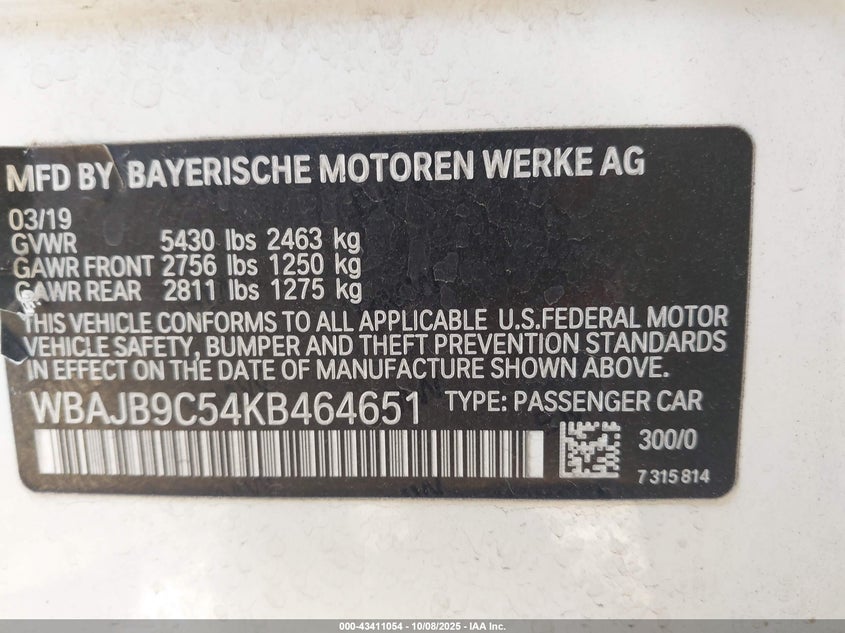 MFD BY BAYERISCHE MOTOREN WERKE AG
03/19
GVWR 5430 lbs 2463 kg
GAWR FRONT 2756 lbs 1250 kg
GAWR REAR 2811 lbs 1275 kg
THIS VEHICLE CONFORMS TO ALL APPLICABLE U.S.FEDERAL MOTOR
VEHICLE SAFETY, BUMPER AND THEFT PREVENTION STANDARDS
IN EFFECT ON THE DATE OF MANUFACTURE SHOWN ABOVE.
WBAJB9C54KB464651 TYPE: PASSENGER CAR
300/0
7 315 814
000-43411054 - 10/08/2025 - IAA Inc.